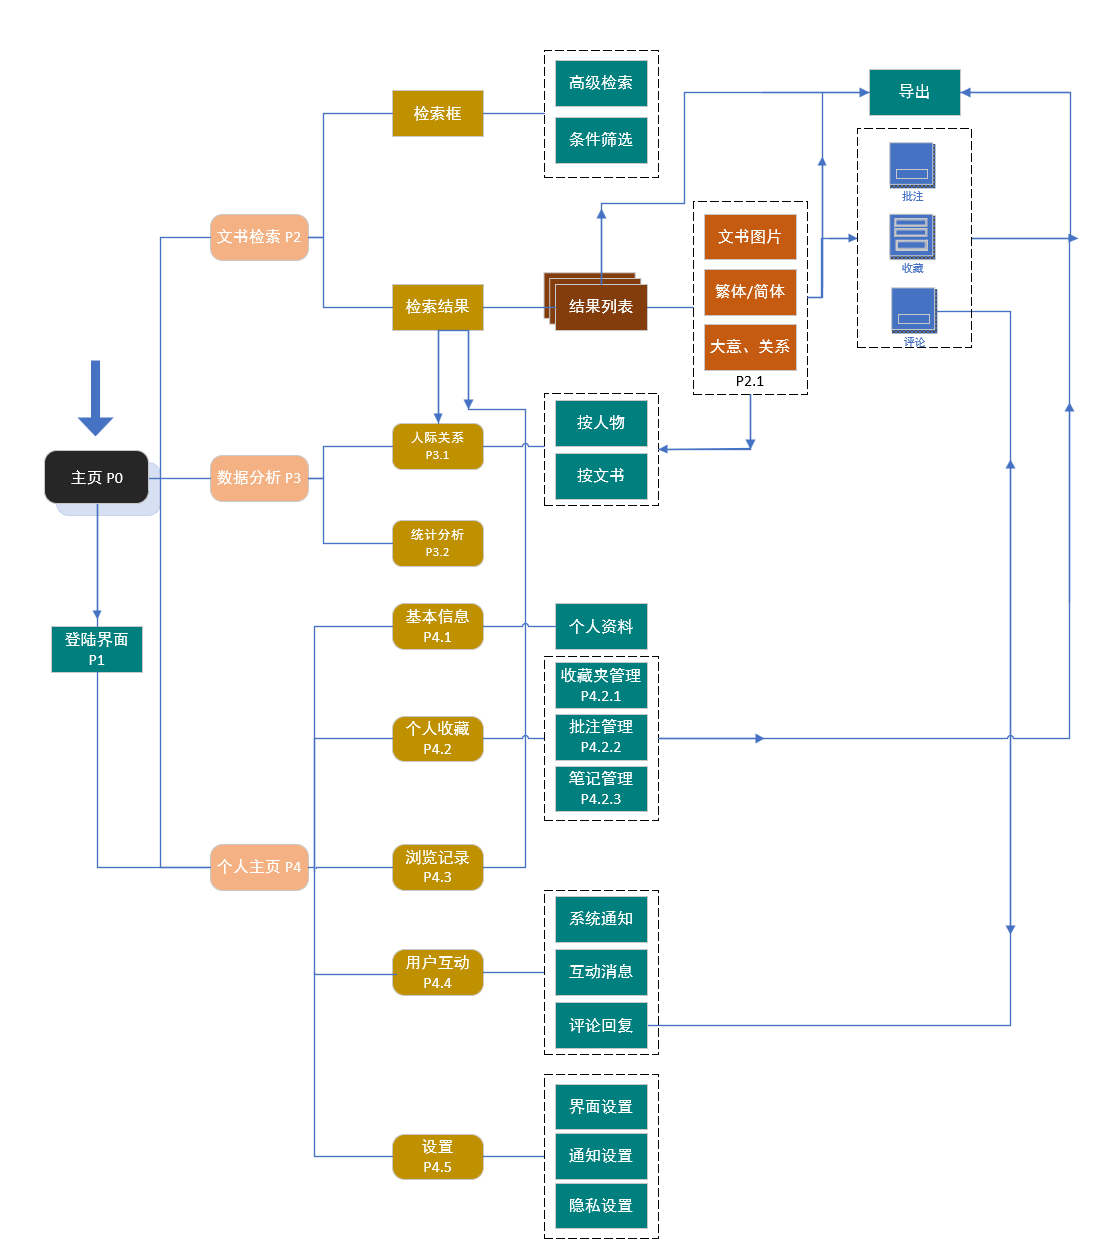 高级检索
检索框
条件筛选
导出
批注
收藏
评论
文书检索 P2
检索结果
结果列表
文书图片
繁体/简体
大意、关系
P2.1
主页 P0
数据分析 P3
人际关系
P3.1
统计分析
P3.2
按人物
按文书
登陆界面
P1
基本信息
P4.1
个人资料
个人收藏
P4.2
收藏夹管理
P4.2.1
批注管理
P4.2.2
笔记管理
P4.2.3
个人主页 P4
浏览记录
P4.3
用户互动
P4.4
系统通知
互动消息
评论回复
设置
P4.5
界面设置
通知设置
隐私设置